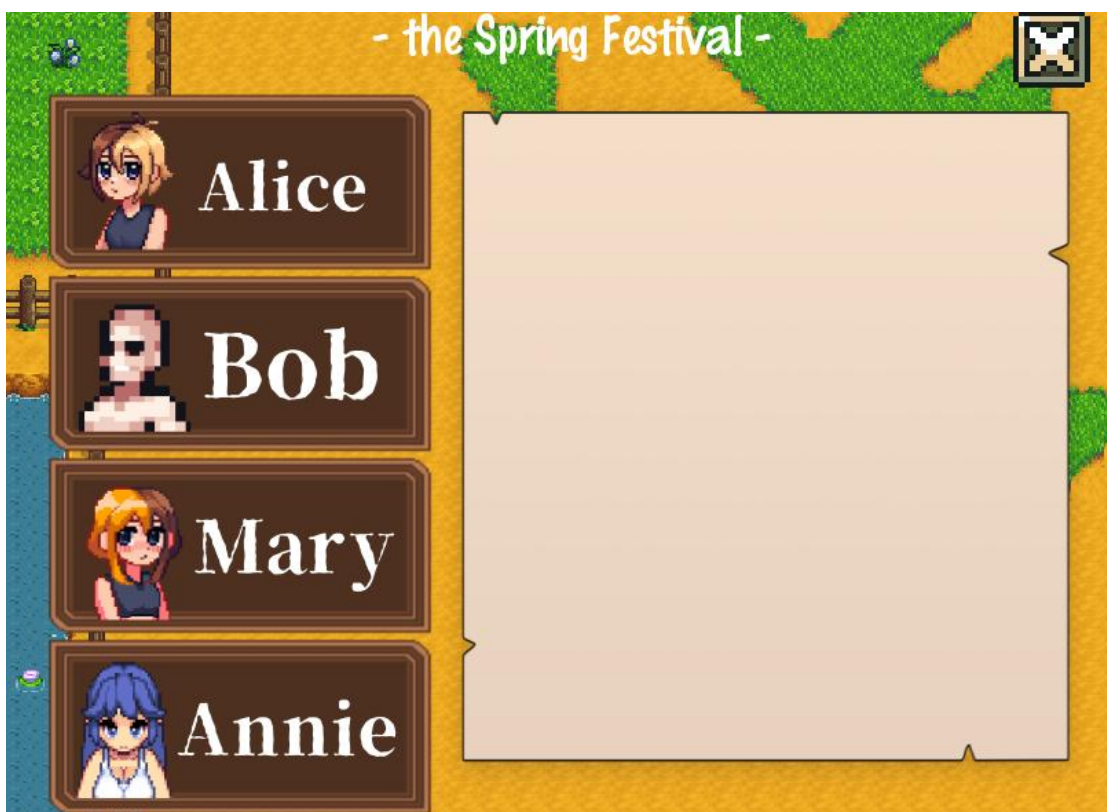 - the Spring Festival -
Alice
Bob
Mary
Annie